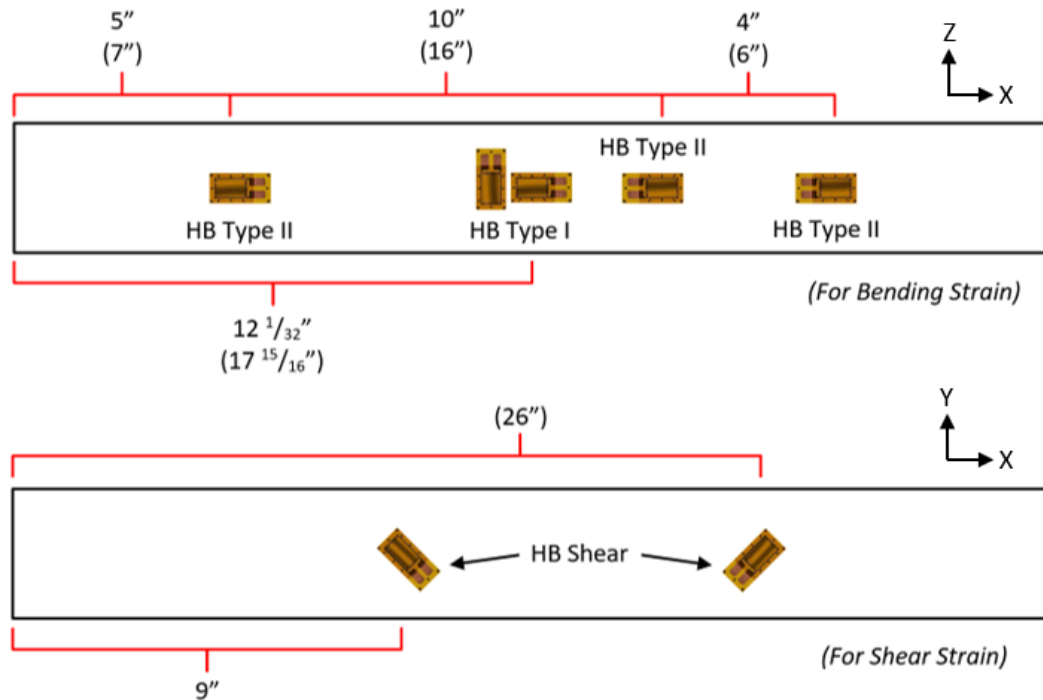 5” 10” 4”
(7”) (16”) (6”)
Z
X
HB Type II
HB Type II HB Type I HB Type II
(For Bending Strain)
12 1/32”
(17 15/16”)
(26”)
Y
X
HB Shear
(For Shear Strain)
9”